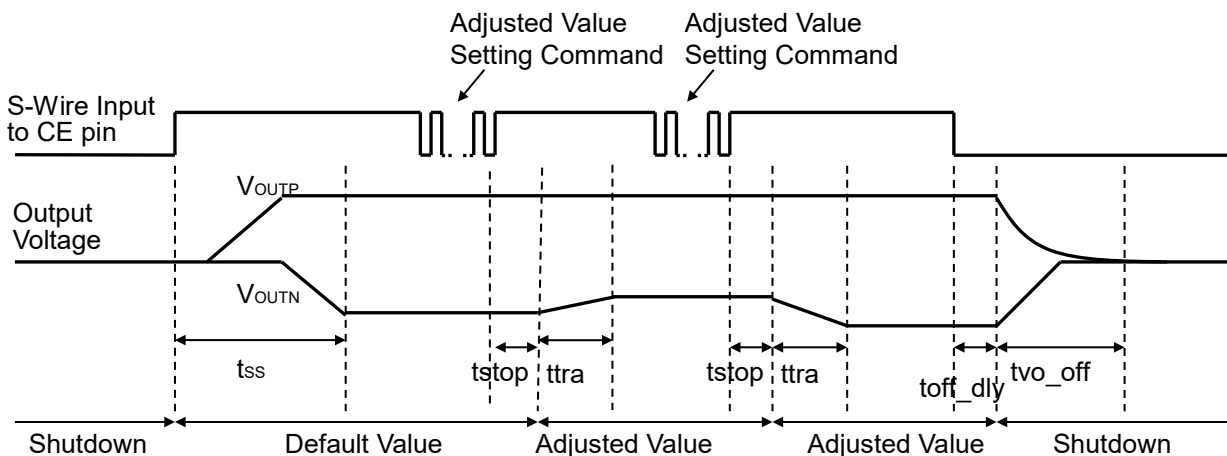 Adjusted Value
Setting Command
Adjusted Value
Setting Command
S-Wire Input
to CE pin
VOUTP
Output
Voltage
VOUTN
tss
tstop
ttra
tstop
ttra
toff_dly
tvo_off
Shutdown
Default Value
Adjusted Value
Adjusted Value
Shutdown